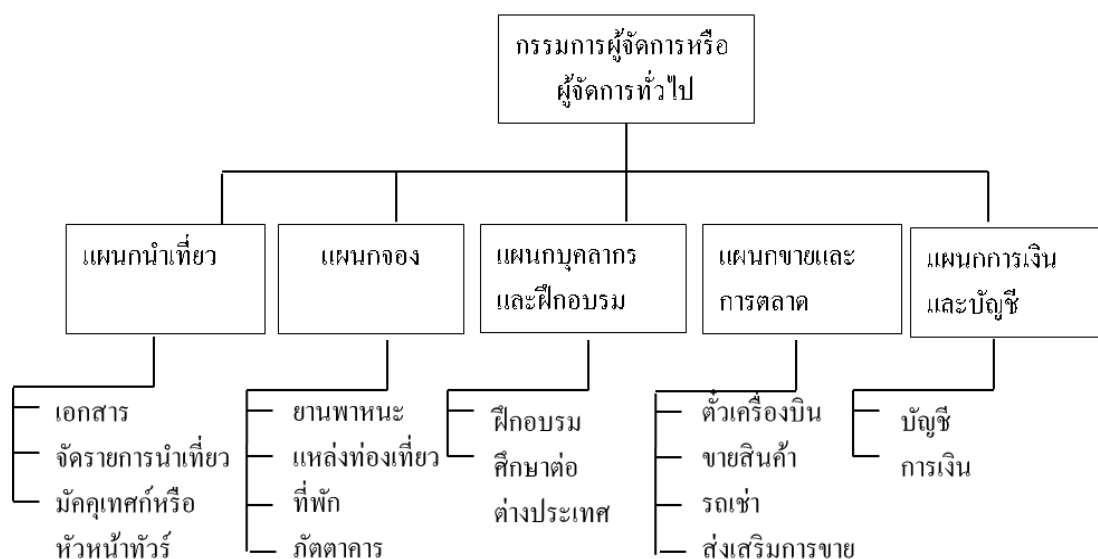 กรรมการผู้จัดการหรือ
ผู้จัดการทั่วไป
แผนกนำเที่ยว
แผนกจอง
แผนกบุคลากร
และฝึกอบรม
แผนกขายและ
การตลาด
แผนกการเงิน
และบัญชี
เอกสาร
จัดรายการนำเที่ยว
มัคคุเทศก์หรือ
หัวหน้าทัวร์
ยานพาหนะ
แหล่งท่องเที่ยว
ที่พัก
ภัตตาคาร
ฝึกอบรม
ศึกษาต่อ
ต่างประเทศ
ตั๋วเครื่องบิน
ขายสินค้า
รถเช่า
ส่งเสริมการขาย
บัญชี
การเงิน